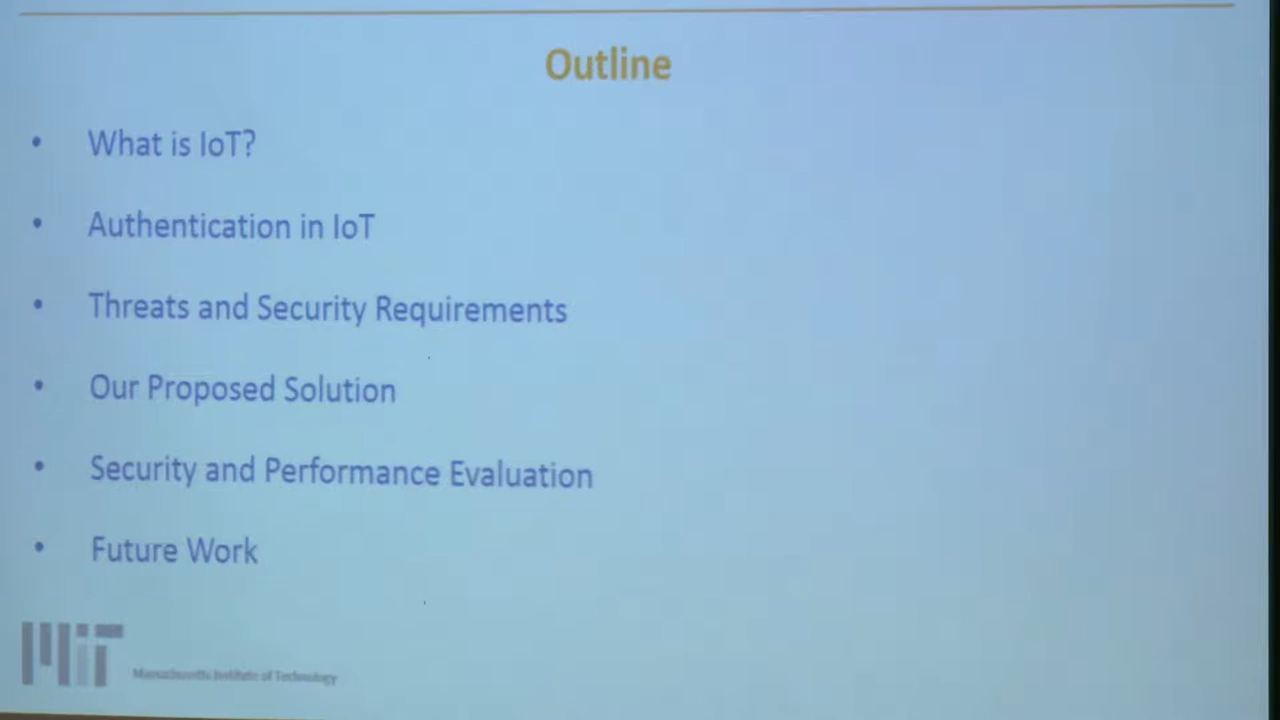 Outline
• What is IoT?
• Authentication in IoT
• Threats and Security Requirements
• Our Proposed Solution
• Security and Performance Evaluation
• Future Work
MIT
Massachusetts Institute of Technology